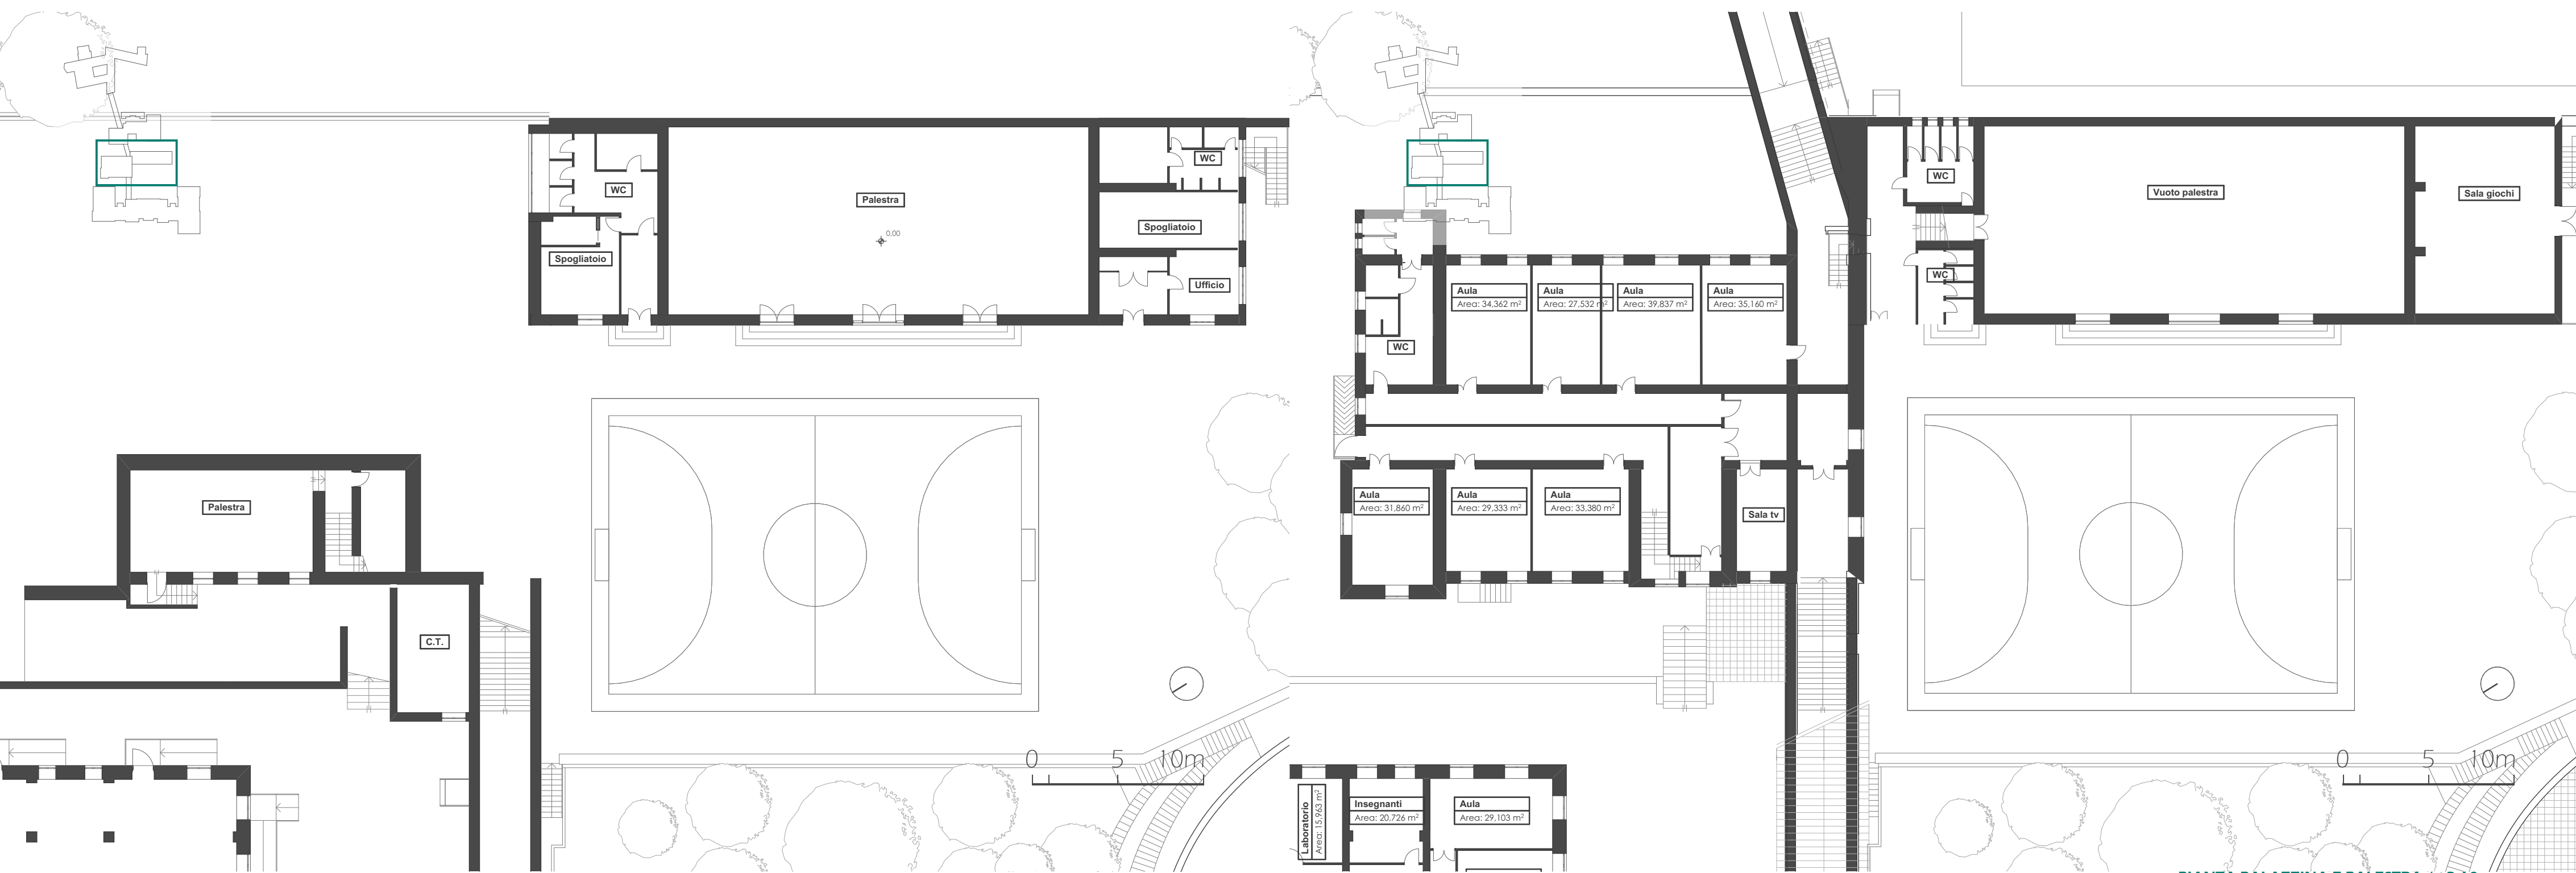 WC
Palestra
0.00
Spogliatoio
WC
Spogliatoio
Ufficio
Palestra
C.T.
0 5 10m
WC
Vuoto palestra
Sala giochi
WC
Aula
Area: 34,362 m²
Aula
Area: 27,532 m²
Aula
Area: 39,837 m²
Aula
Area: 35,160 m²
WC
Aula
Area: 31,860 m²
Aula
Area: 29,333 m²
Aula
Area: 33,380 m²
Sala tv
0 5 10m
Laboratorio
Area: 15,963 m²
Insegnanti
Area: 20,726 m²
Aula
Area: 29,103 m²